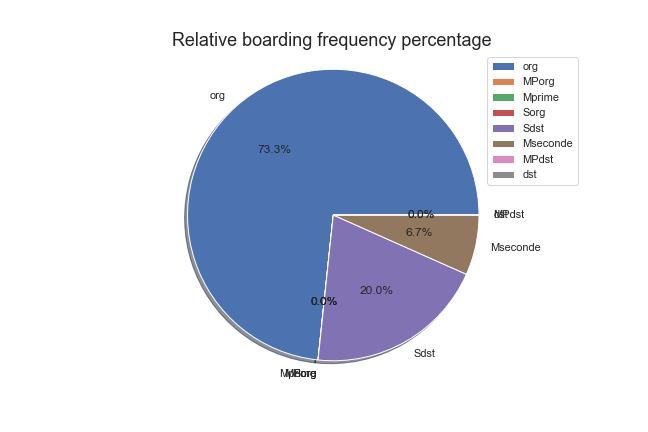 Relative boarding frequency percentage
org
MPorg
Mprime
Sorg
Sdst
Mseconde
MPdst
dst
org
73.3%
0.0%
6.7%
Mseconde
20.0%
0.0%
Sdst